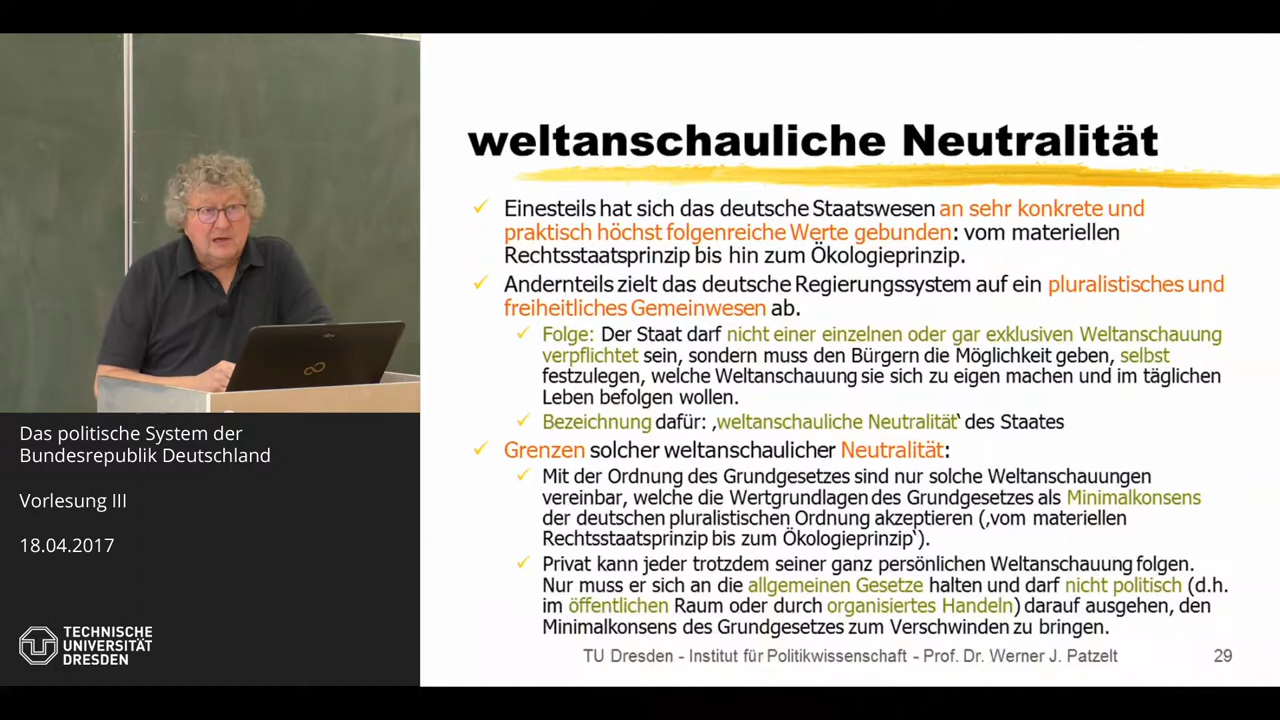 weltanschauliche Neutralität
Einesteils hat sich das deutsche Staatswesen an sehr konkrete und
praktisch höchst folgenreiche Werte gebunden: vom materiellen
Rechtsstaatsprinzip bis hin zum Ökologieprinzip.
Andernteils zielt das deutsche Regierungssystem auf ein pluralistisches und
freiheitliches Gemeinwesen ab.
Folge: Der Staat darf nicht einer einzelnen oder gar exklusiven Weltanschauung
verpflichtet sein, sondern muss den Bürgern die Möglichkeit geben, selbst
festzulegen, welche Weltanschauung sie sich zu eigen machen und im täglichen
Leben befolgen wollen.
Bezeichnung dafür: ‚weltanschauliche Neutralität‛ des Staates
Grenzen solcher weltanschaulicher Neutralität:
Mit der Ordnung des Grundgesetzes sind nur solche Weltanschauungen
vereinbar, welche die Wertgrundlagen des Grundgesetzes als Minimalkonsens
der deutschen pluralistischen Ordnung akzeptieren (‚vom materiellen
Rechtsstaatsprinzip bis zum Ökologieprinzip‛).
Privat kann jeder trotzdem seiner ganz persönlichen Weltanschauung folgen.
Nur muss er sich an die allgemeinen Gesetze halten und darf nicht politisch (d.h.
im öffentlichen Raum oder durch organisiertes Handeln) darauf ausgehen, den
Minimalkonsens des Grundgesetzes zum Verschwinden zu bringen.
TU Dresden - Institut für Politikwissenschaft - Prof. Dr. Werner J. Patzelt 29
Das politische System der
Bundesrepublik Deutschland
Vorlesung III
18.04.2017
TECHNISCHE
UNIVERSITÄT
DRESDEN